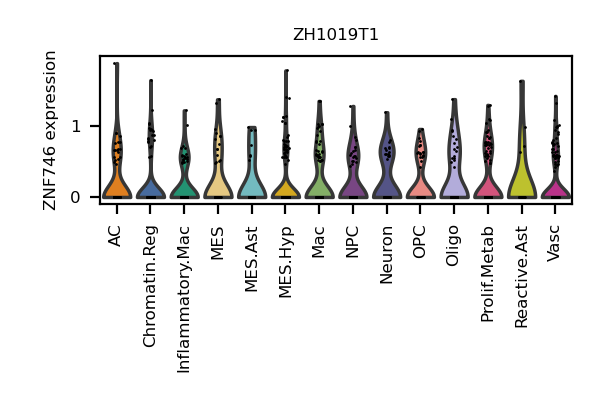 ZH1019T1
ZNF746 expression
1
0
AC
Chromatin.Reg
Inflammatory.Mac
MES
MES.Ast
MES.Hyp
Mac
NPC
Neuron
OPC
Oligo
Prolif.Metab
Reactive.Ast
Vasc